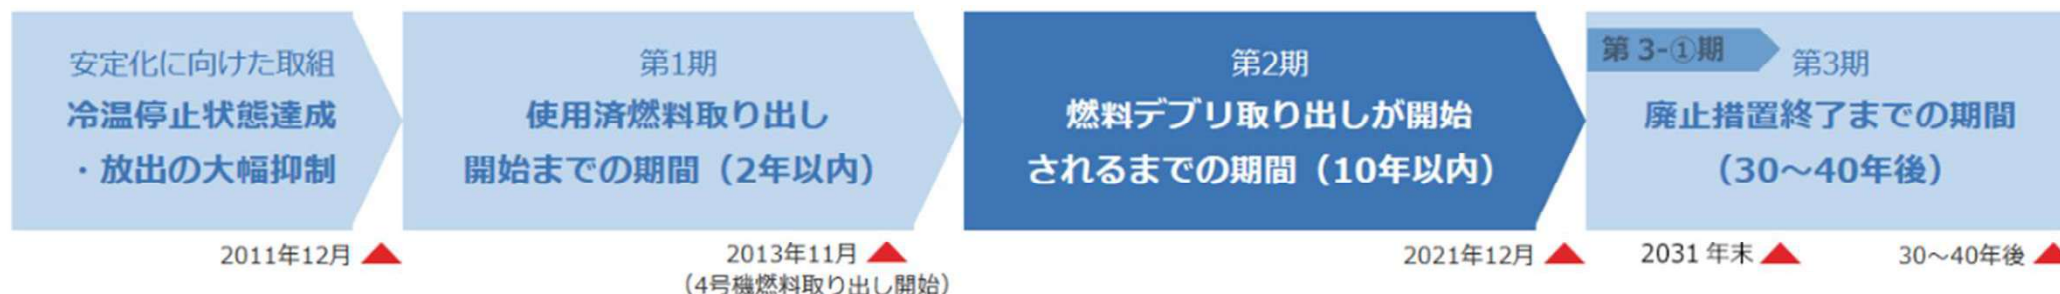 安定化に向けた取組
冷温停止状態達成
・放出の大幅抑制
第1期
使用済燃料取り出し
開始までの期間（2年以内）
第2期
燃料デブリ取り出しが開始
されるまでの期間（10年以内）
第 3-①期
第3期
廃止措置終了までの期間
（30～40年後）
2011年12月
2013年11月
（4号機燃料取り出し開始）
2021年12月
2031 年末
30～40年後